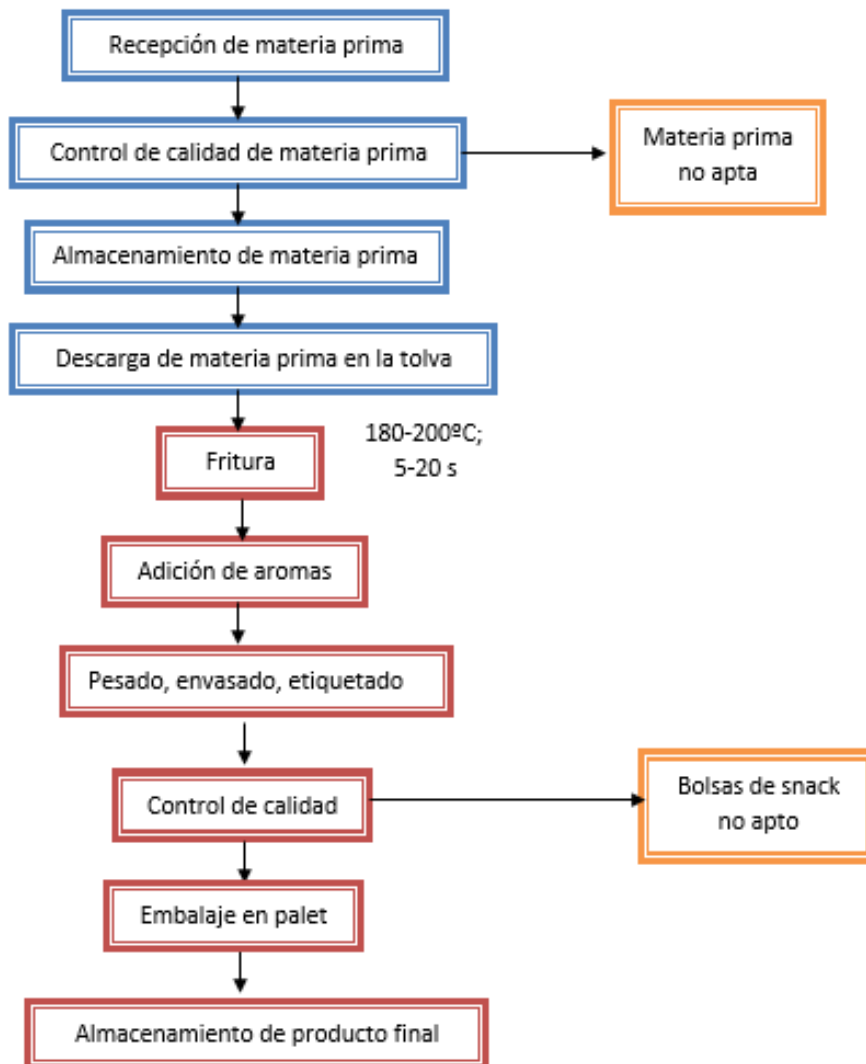 Recepción de materia prima
Control de calidad de materia prima
Materia prima
no apta
Almacenamiento de materia prima
Descarga de materia prima en la tolva
180-200ºC;
5-20 s
Fritura
Adición de aromas
Pesado, envasado, etiquetado
Control de calidad
Bolsas de snack
no apto
Embalaje en palet
Almacenamiento de producto final